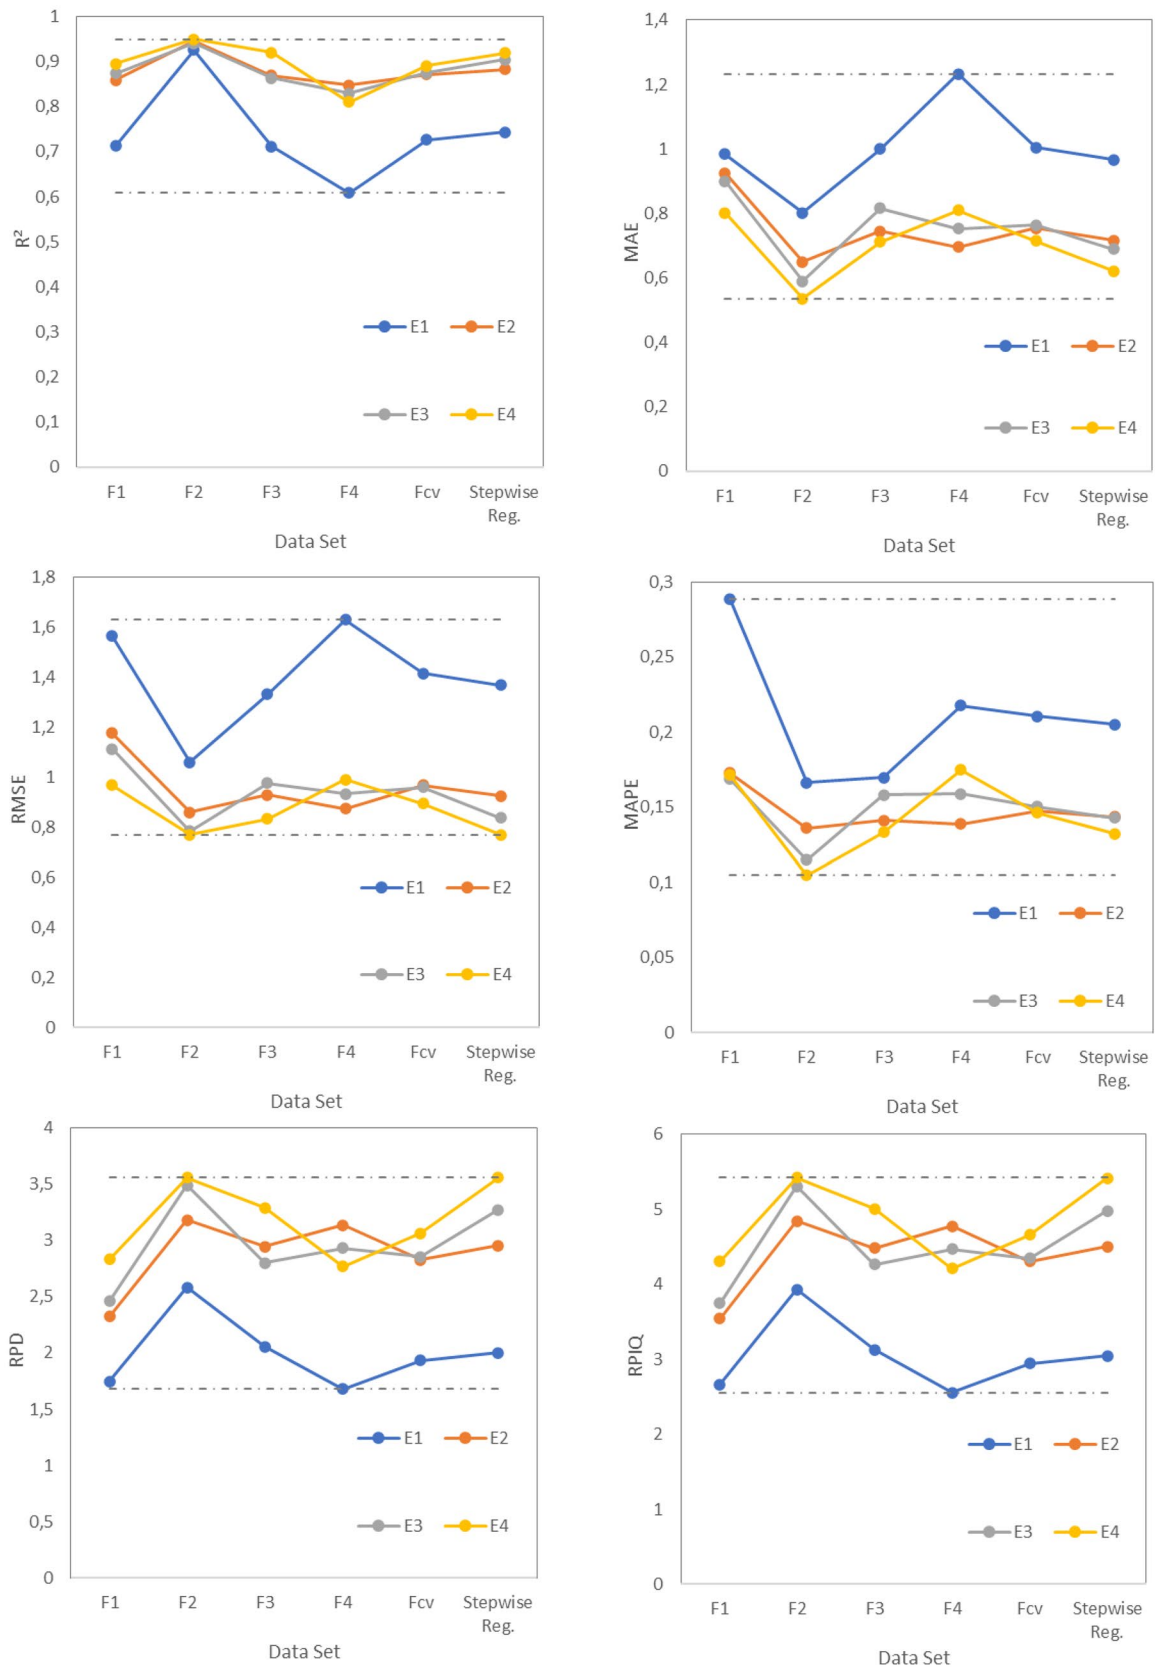 1
0,9
0,8
0,7
0,6
0,5
0,4
0,3
0,2
0,1
0
R²
E1 E2
E3 E4
F1 F2 F3 F4 Fcv Stepwise
Reg.
Data Set
1,4
1,2
1
0,8
0,6
0,4
0,2
0
MAE
E1 E2
E3 E4
F1 F2 F3 F4 Fcv Stepwise
Reg.
Data Set
1,8
1,6
1,4
1,2
1
0,8
0,6
0,4
0,2
0
RMSE
E1 E2
E3 E4
F1 F2 F3 F4 Fcv Stepwise
Reg.
Data Set
0,3
0,25
0,2
0,15
0,1
0,05
0
MAPE
E1 E2
E3 E4
F1 F2 F3 F4 Fcv Stepwise
Reg.
Data Set
4
3,5
3
2,5
2
1,5
1
0,5
0
RPD
E1 E2
E3 E4
F1 F2 F3 F4 Fcv Stepwise
Reg.
Data Set
6
5
4
3
2
1
0
RPIQ
E1 E2
E3 E4
F1 F2 F3 F4 Fcv Stepwise
Reg.
Data Set